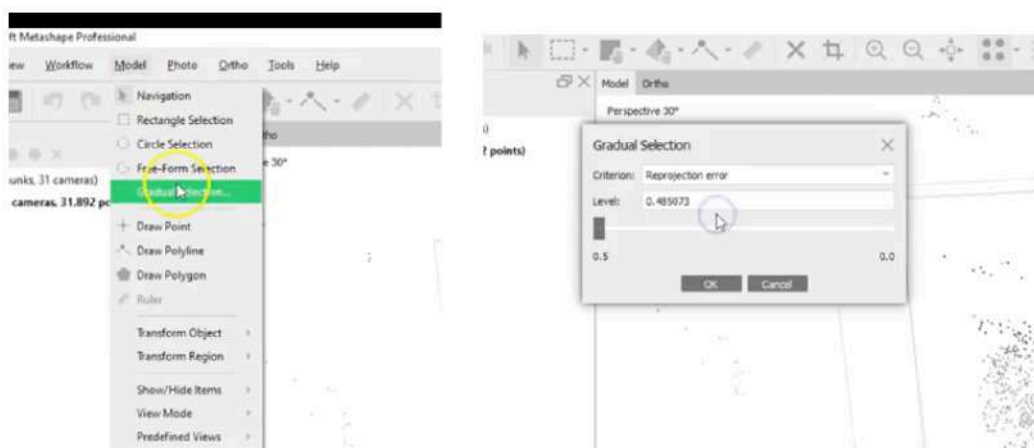 ft Metashape Professional
ew Workflow Model Photo Ortho Tools Help
Navigation
Rectangle Selection
tho
Circle Selection
e 30°
Free-Form Selection
unks, 31 cameras)
Gradual Selection...
cameras, 31,892 po
Draw Point
Draw Polyline
Draw Polygon
Ruler
Transform Object
Transform Region
Show/Hide Items
View Mode
Predefined Views
Model Ortho
Perspective 30°
s)
points)
Gradual Selection
Criterion: Reprojection error
Level: 0.485073
0.5 0.0
OK Cancel